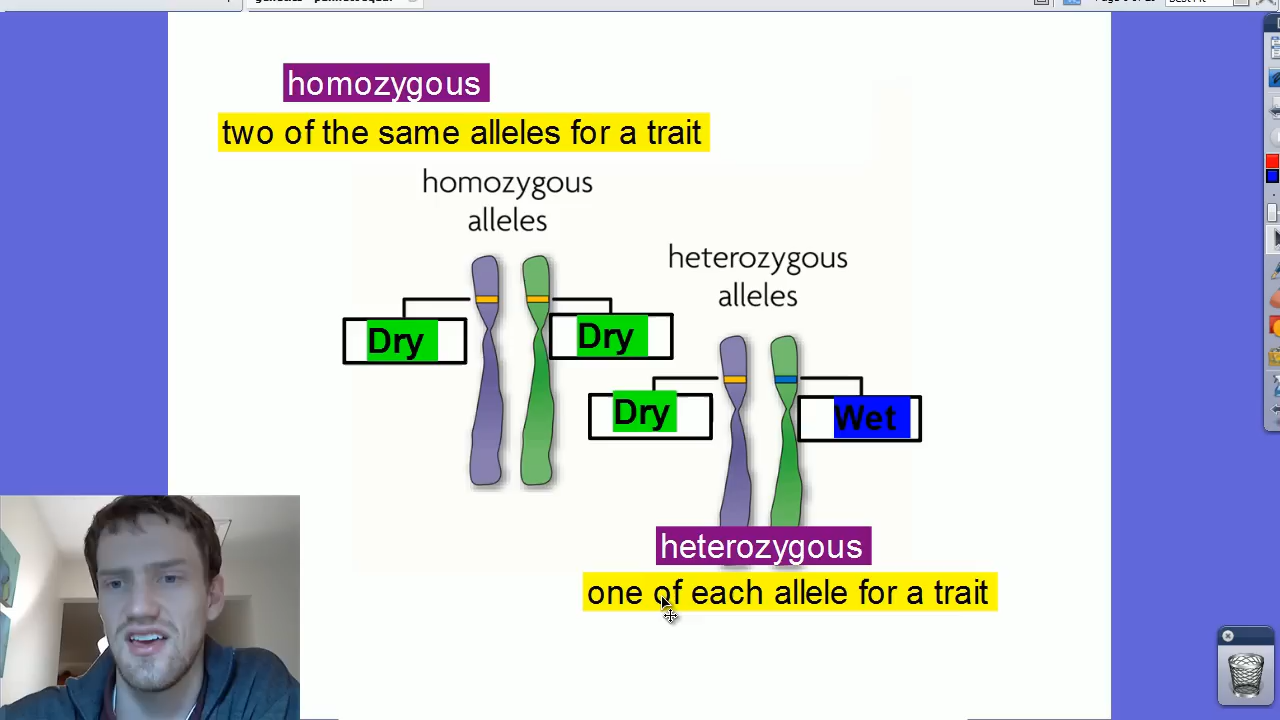 homozygous
two of the same alleles for a trait
homozygous
alleles
heterozygous
alleles
Dry
Dry
Dry
Wet
heterozygous
one of each allele for a trait